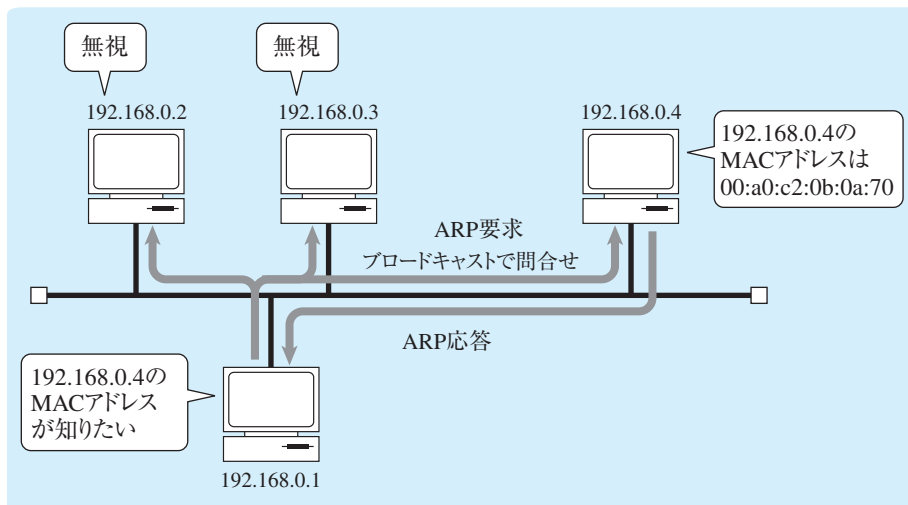 無視
無視
192.168.0.2
192.168.0.3
192.168.0.4
192.168.0.4の
MACアドレスは
00:a0:c2:0b:0a:70
ARP要求
ブロードキャストで問合せ
ARP応答
192.168.0.4の
MACアドレス
が知りたい
192.168.0.1